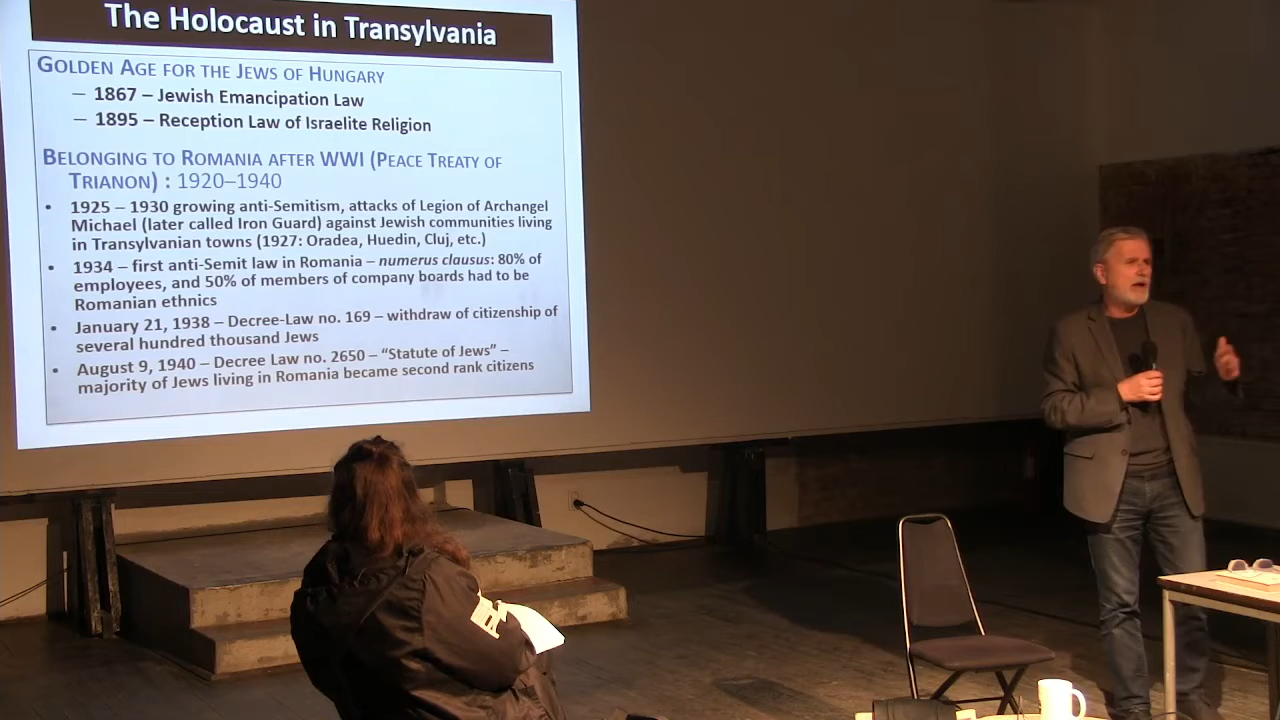 The Holocaust in Transylvania
GOLDEN AGE FOR THE JEWS OF HUNGARY
– 1867 – Jewish Emancipation Law
– 1895 – Reception Law of Israelite Religion
BELONGING TO ROMANIA AFTER WWI (PEACE TREATY OF
TRIANON) : 1920–1940
• 1925 – 1930 growing anti-Semitism, attacks of Legion of Archangel
Michael (later called Iron Guard) against Jewish communities living
in Transylvanian towns (1927: Oradea, Huedin, Cluj, etc.)
• 1934 – first anti-Semit law in Romania – numerus clausus: 80% of
employees, and 50% of members of company boards had to be
Romanian ethnics
• January 21, 1938 – Decree-Law no. 169 – withdraw of citizenship of
several hundred thousand Jews
• August 9, 1940 – Decree Law no. 2650 – “Statute of Jews” –
majority of Jews living in Romania became second rank citizens